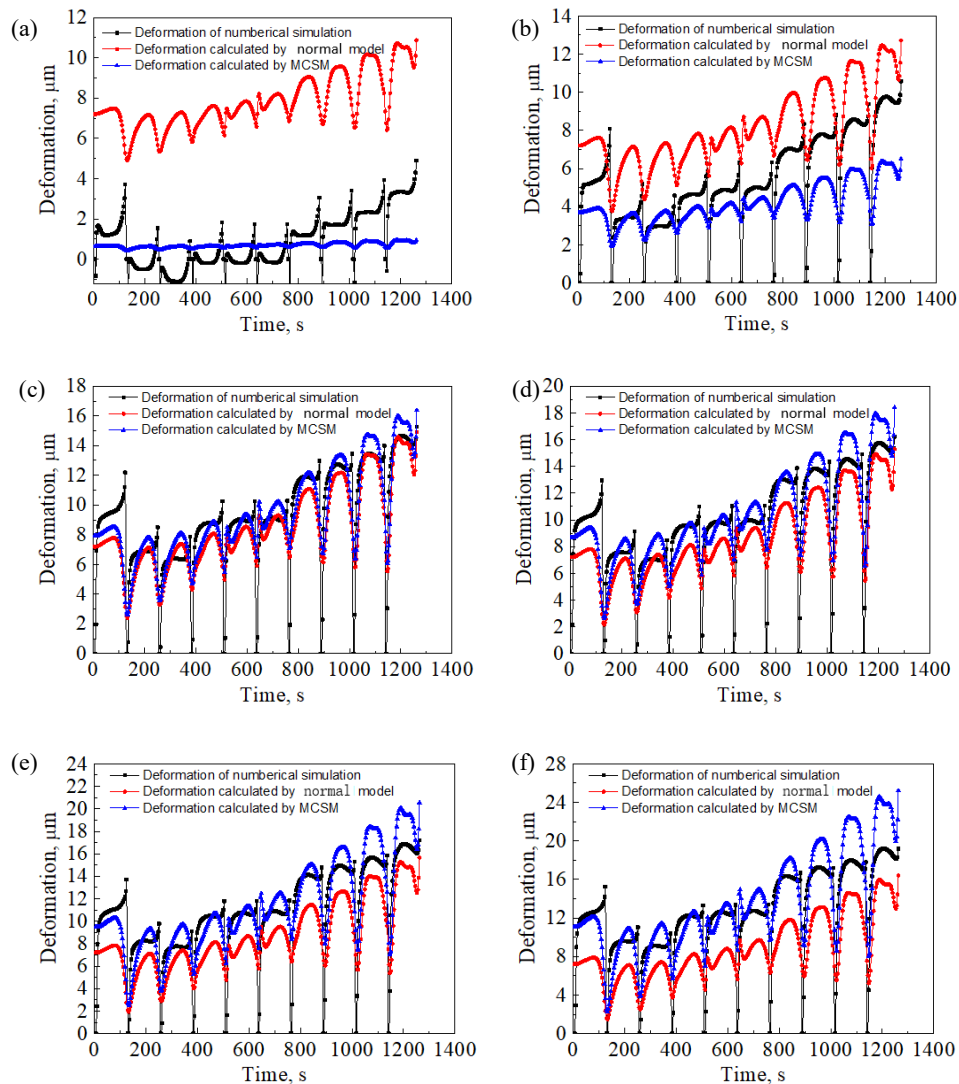 (a)
Deformation of numberical simulation
Deformation calculated by normal model
Deformation calculated by MCSM
Deformation, μm
12
10
8
6
4
2
0
0 200 400 600 800 1000 1200 1400
Time, s
(b)
Deformation of numberical simulation
Deformation calculated by normal model
Deformation calculated by MCSM
Deformation, μm
14
12
10
8
6
4
2
0
0 200 400 600 800 1000 1200 1400
Time, s
(c)
Deformation of numberical simulation
Deformation calculated by normal model
Deformation calculated by MCSM
Deformation, μm
18
16
14
12
10
8
6
4
2
0
0 200 400 600 800 1000 1200 1400
Time, s
(d)
Deformation of numberical simulation
Deformation calculated by normal model
Deformation calculated by MCSM
Deformation, μm
20
18
16
14
12
10
8
6
4
2
0
0 200 400 600 800 1000 1200 1400
Time, s
(e)
Deformation of numberical simulation
Deformation calculated by normal model
Deformation calculated by MCSM
Deformation, μm
24
22
20
18
16
14
12
10
8
6
4
2
0
0 200 400 600 800 1000 1200 1400
Time, s
(f)
Deformation of numberical simulation
Deformation calculated by normal model
Deformation calculated by MCSM
Deformation, μm
28
24
20
16
12
8
4
0
0 200 400 600 800 1000 1200 1400
Time, s